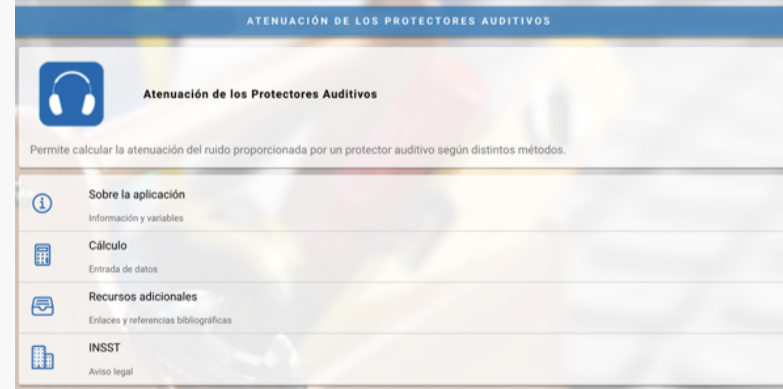 ATENUACIÓN DE LOS PROTECTORES AUDITIVOS
Atenuación de los Protectores Auditivos
Permite calcular la atenuación del ruido proporcionada por un protector auditivo según distintos métodos.
Sobre la aplicación
Información y variables
Cálculo
Entrada de datos
Recursos adicionales
Enlaces y referencias bibliográficas
INSST
Aviso legal